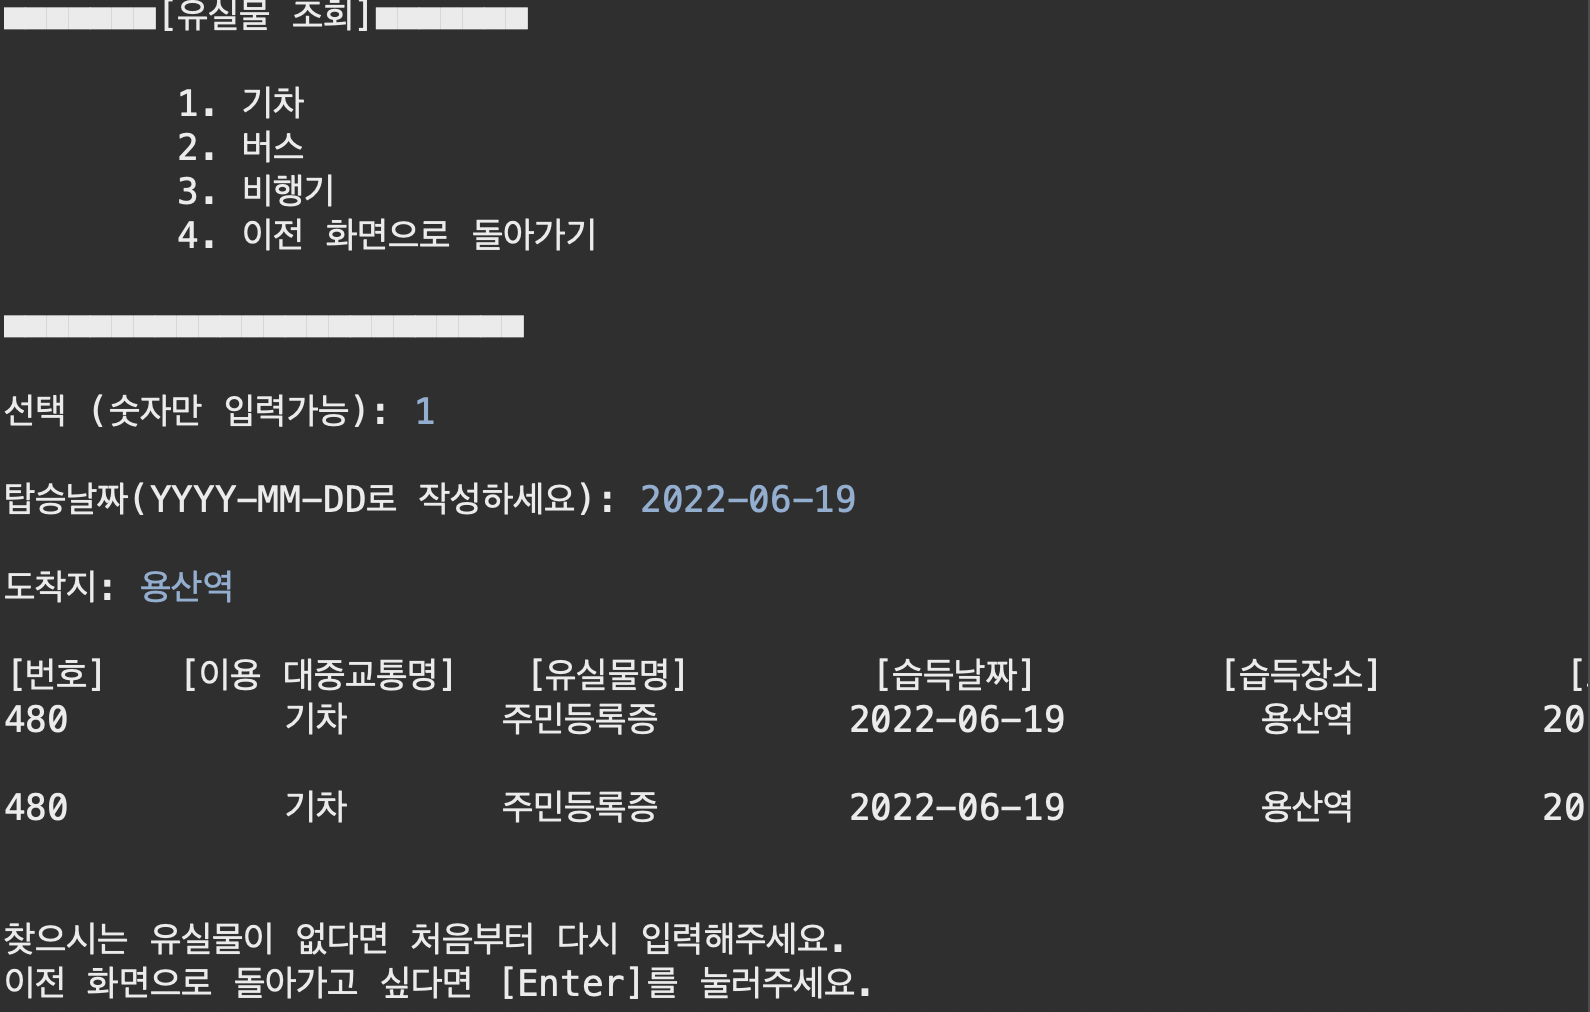 [유실물 조회]
1. 기차
2. 버스
3. 비행기
4. 이전 화면으로 돌아가기
선택 (숫자만 입력가능): 1
탑승날짜(YYYY-MM-DD로 작성하세요): 2022-06-19
도착지: 용산역
[번호] [이용 대중교통명] [유실물명] [습득날짜] [습득장소] [
480 기차 주민등록증 2022-06-19 용산역 20
480 기차 주민등록증 2022-06-19 용산역 20
찾으시는 유실물이 없다면 처음부터 다시 입력해주세요.
이전 화면으로 돌아가고 싶다면 [Enter]를 눌러주세요.